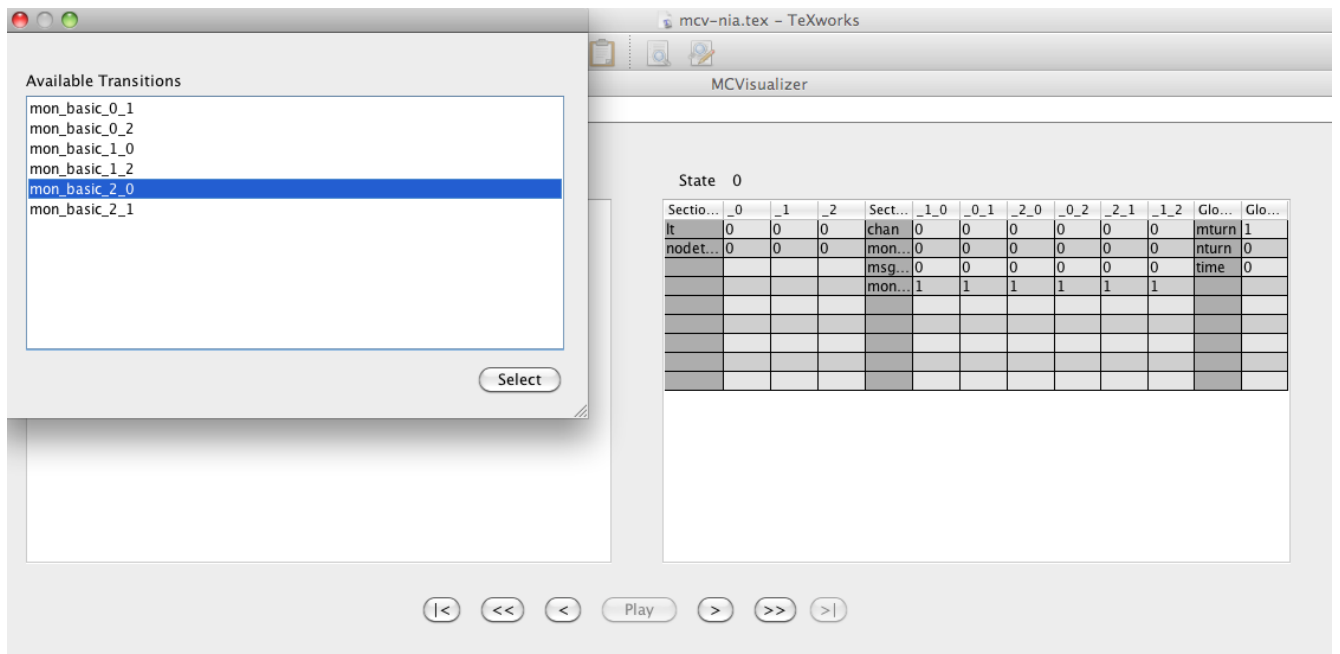 mcv-nia.tex – TeXworks
MCVisualizer
Available Transitions
mon_basic_0_1
mon_basic_0_2
mon_basic_1_0
mon_basic_1_2
mon_basic_2_0
mon_basic_2_1
Select
State 0
Sectio... _0 _1 _2 Sect... _1_0 _0_1 _2_0 _0_2 _2_1 _1_2 Glo... Glo...
lt 0 0 0 chan 0 0 0 0 0 0 mturn 1
nodet... 0 0 0 mon... 0 0 0 0 0 0 nturn 0
msg... 0 0 0 0 0 0 time 0
mon... 1 1 1 1 1 1
|< << < Play > >> >|